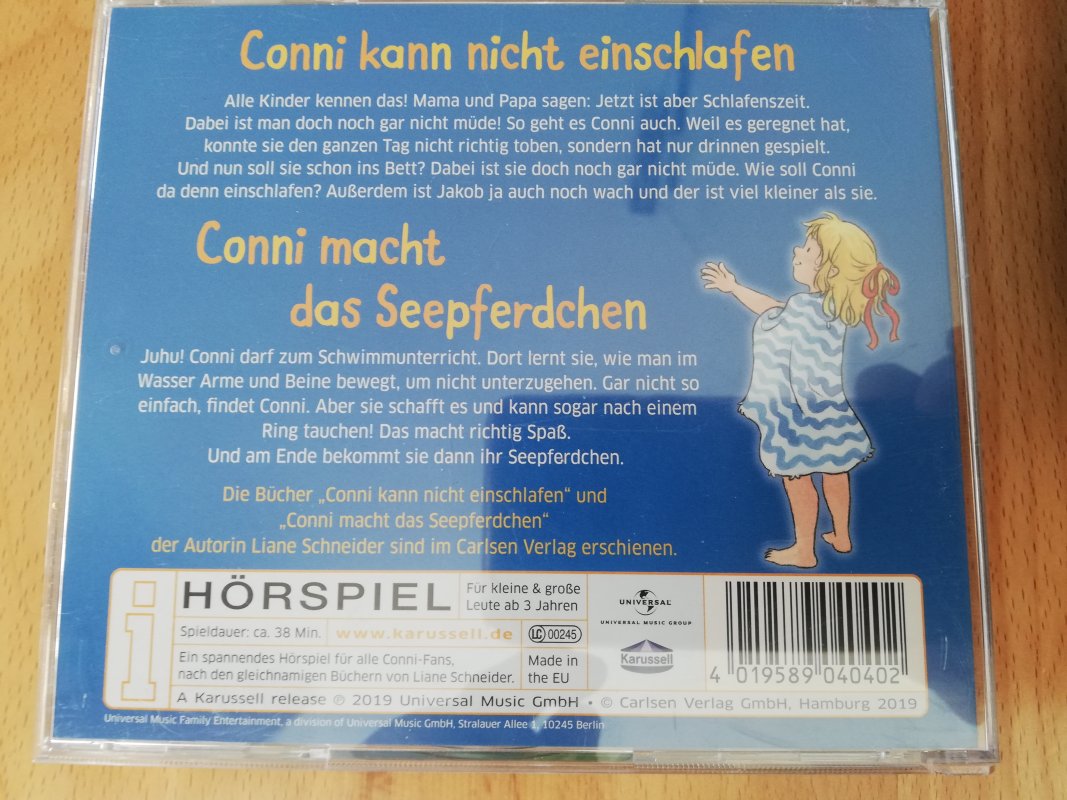 Conni kann nicht einschlafen
Alle Kinder kennen das! Mama und Papa sagen: Jetzt ist aber Schlafenszeit.
Dabei ist man doch noch gar nicht müde! So geht es Conni auch. Weil es geregnet hat,
konnte sie den ganzen Tag nicht richtig toben, sondern hat nur drinnen gespielt.
Und nun soll sie schon ins Bett? Dabei ist sie doch noch gar nicht müde. Wie soll Conni
da denn einschlafen? Außerdem ist Jakob ja auch noch wach und der ist viel kleiner als sie.
Conni macht
das Seepferdchen
Juhu! Conni darf zum Schwimmunterricht. Dort lernt sie, wie man im
Wasser Arme und Beine bewegt, um nicht unterzugehen. Gar nicht so
einfach, findet Conni. Aber sie schafft es und kann sogar nach einem
Ring tauchen! Das macht richtig Spaß.
Und am Ende bekommt sie dann ihr Seepferdchen.
Die Bücher „Conni kann nicht einschlafen“ und
„Conni macht das Seepferdchen“
der Autorin Liane Schneider sind im Carlsen Verlag erschienen.
i
HÖRSPIEL
Für kleine & große
Leute ab 3 Jahren
Spieldauer: ca. 38 Min.
www.karussell.de
LC 00245
Ein spannendes Hörspiel für alle Conni-Fans,
nach den gleichnamigen Büchern von Liane Schneider.
Made in
the EU
UNIVERSAL
UNIVERSAL MUSIC GROUP
Karussell
4 019589 040402
A Karussell release ℗ 2019 Universal Music GmbH • © Carlsen Verlag GmbH, Hamburg 2019
Universal Music Family Entertainment, a division of Universal Music GmbH, Stralauer Allee 1, 10245 Berlin